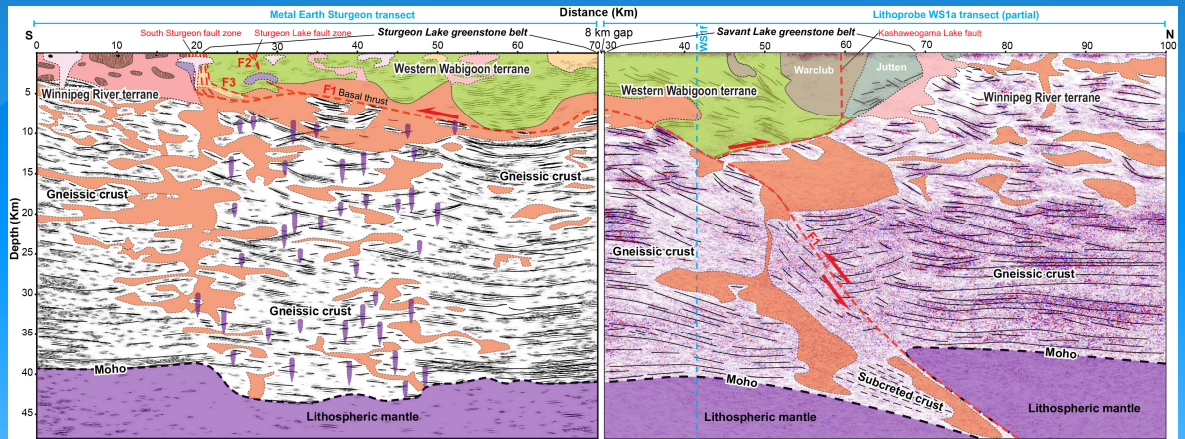 Distance (Km)
Metal Earth Sturgeon transect
Lithoprobe WS1a transect (partial)
South Sturgeon fault zone
Sturgeon Lake fault zone
Sturgeon Lake greenstone belt
8 km gap
Savant Lake greenstone belt
Kashaweogama Lake fault
S
N
0 10 20 30 40 50 60 70
30 40 50 60 70 80 90 100
WS1f
0
5
10
15
20
25
30
35
40
45
Depth (Km)
F2
F3
F1 Basal thrust
Western Wabigoon terrane
Winnipeg River terrane
Western Wabigoon terrane
Warclub
Jutten
Winnipeg River terrane
Gneissic crust
Gneissic crust
Gneissic crust
Gneissic crust
F1
Gneissic crust
Moho
Moho
Moho
Subcreted crust
Lithospheric mantle
Lithospheric mantle
Lithospheric mantle